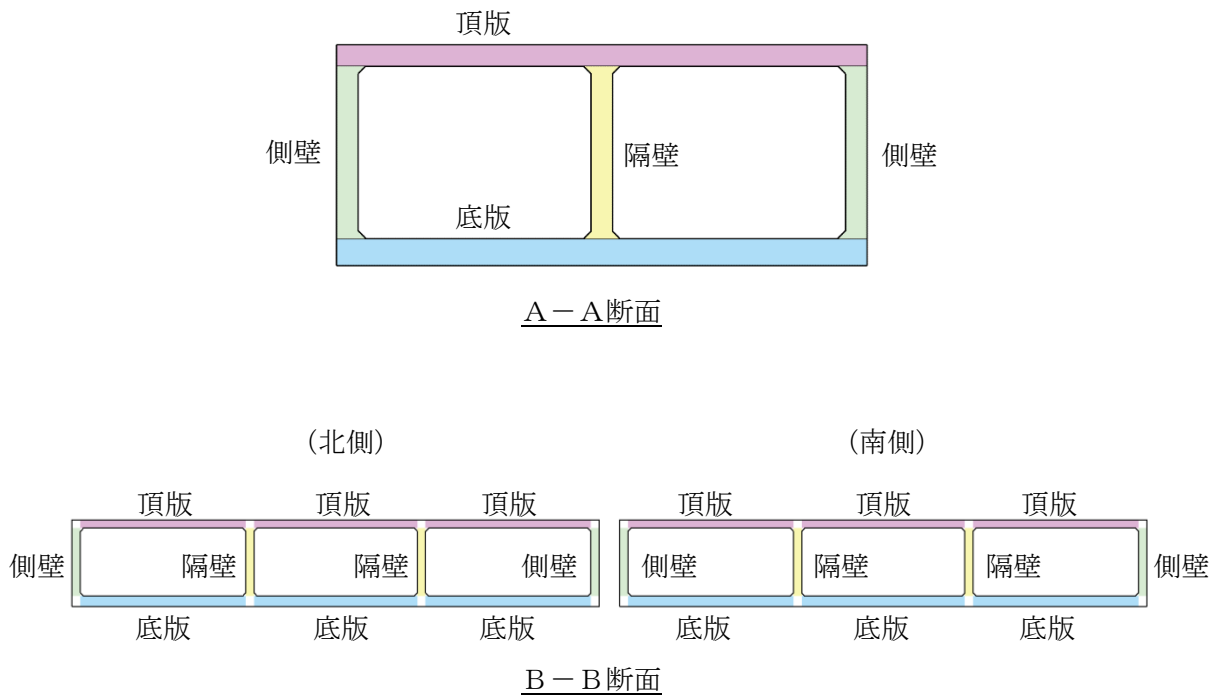 頂版
側壁 隔壁 側壁
底版
A-A断面
(北側) (南側)
頂版 頂版 頂版 頂版 頂版 頂版
側壁 隔壁 隔壁 側壁 側壁 隔壁 隔壁 側壁
底版 底版 底版 底版 底版 底版
B-B断面